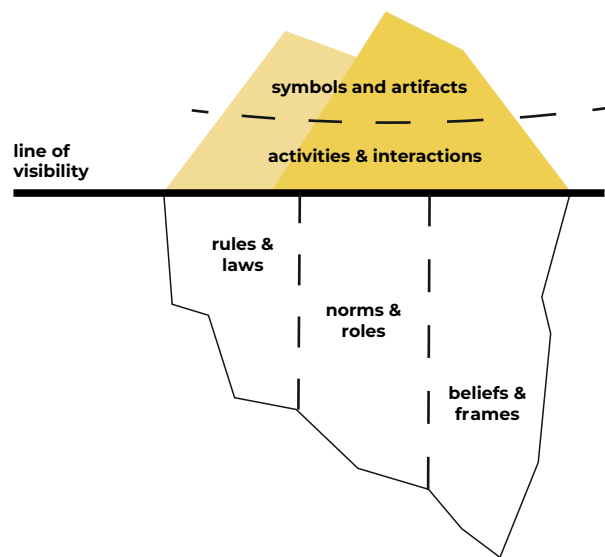 symbols and artifacts
activities & interactions
line of
visibility
rules &
laws
norms &
roles
beliefs &
frames